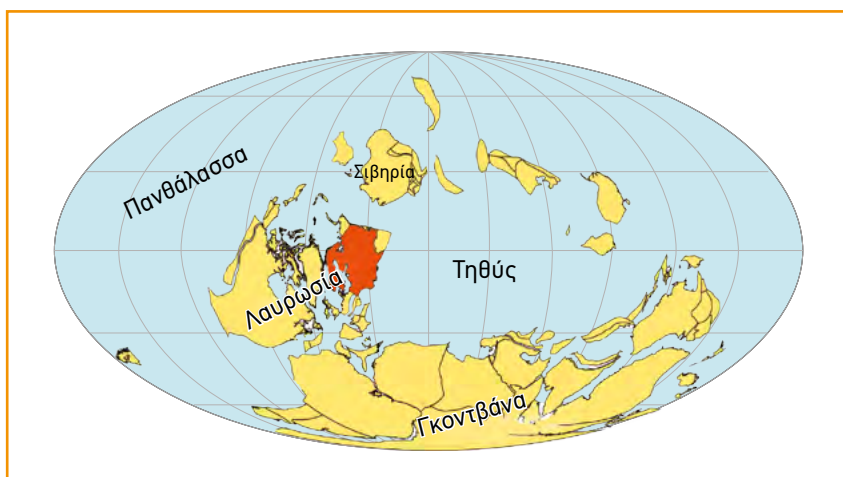 Πανθάλασσα
Σιβηρία
Τηθύς
Λαυρωσία
Γκοντβάνα